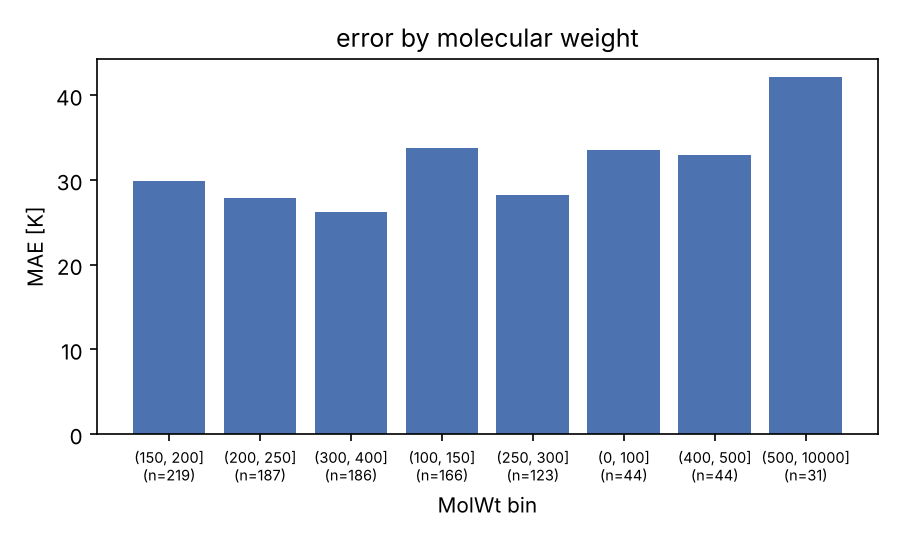 error by molecular weight
MAE [K]
40
30
20
10
0
(150, 200] (200, 250] (300, 400] (100, 150] (250, 300] (0, 100] (400, 500] (500, 10000]
(n=219) (n=187) (n=186) (n=166) (n=123) (n=44) (n=44) (n=31)
MolWt bin